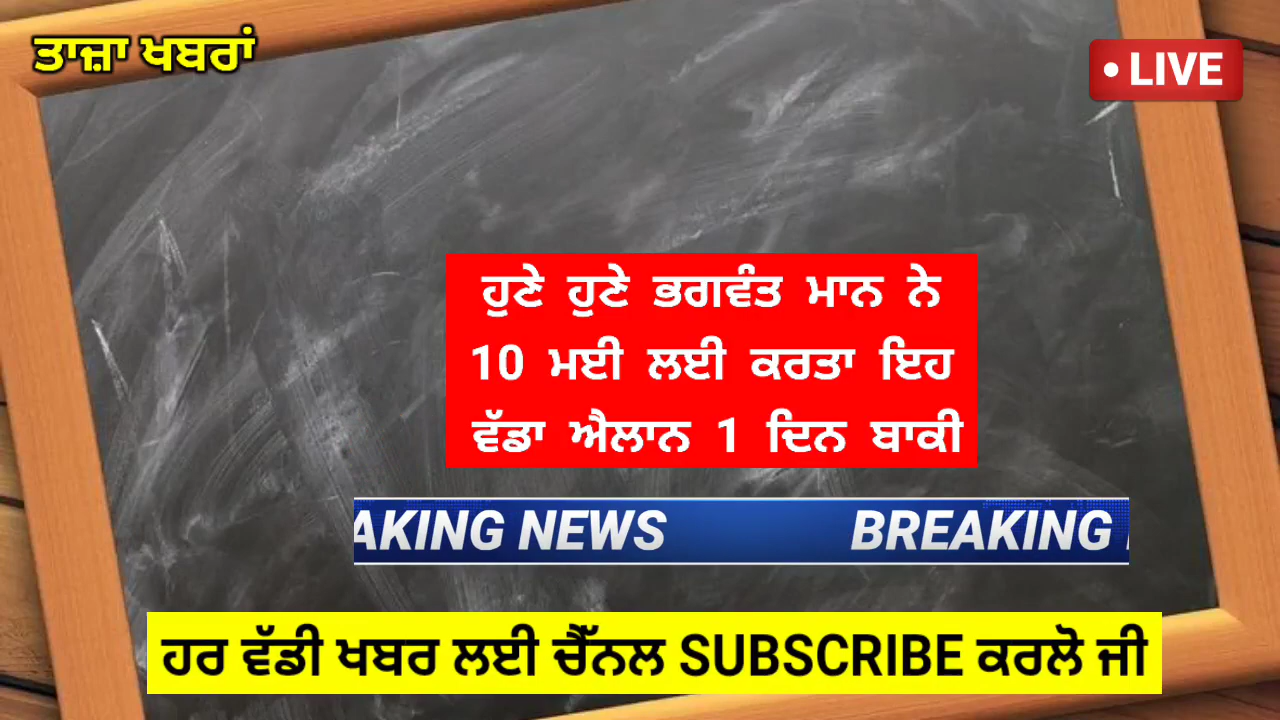 ਤਾਜ਼ਾ ਖਬਰਾਂ
• LIVE
ਹੁਣੇ ਹੁਣੇ ਭਗਵੰਤ ਮਾਨ ਨੇ
10 ਮਈ ਲਈ ਕਰਤਾ ਇਹ
ਵੱਡਾ ਐਲਾਨ 1 ਦਿਨ ਬਾਕੀ
AKING NEWS BREAKING
ਹਰ ਵੱਡੀ ਖਬਰ ਲਈ ਚੈੱਨਲ SUBSCRIBE ਕਰਲੋ ਜੀ